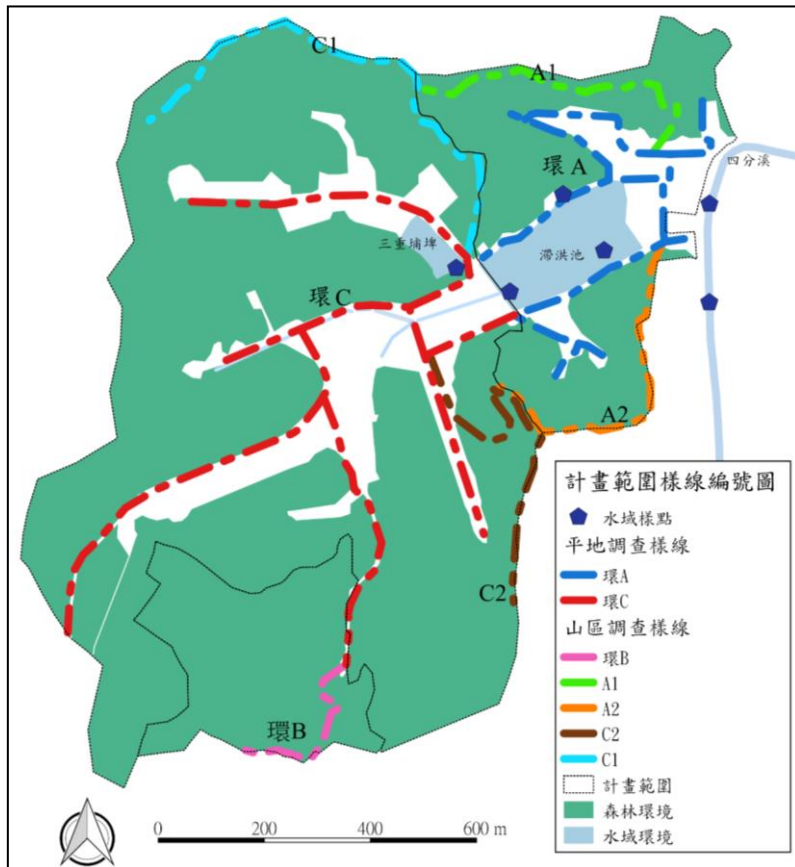 C1
A1
環A
四分溪
三重埔埤
滯洪池
環C
A2
C2
環B
計畫範圍樣線編號圖
水域樣點
平地調查樣線
環A
環C
山區調查樣線
環B
A1
A2
C2
C1
計畫範圍
森林環境
水域環境
0 200 400 600 m